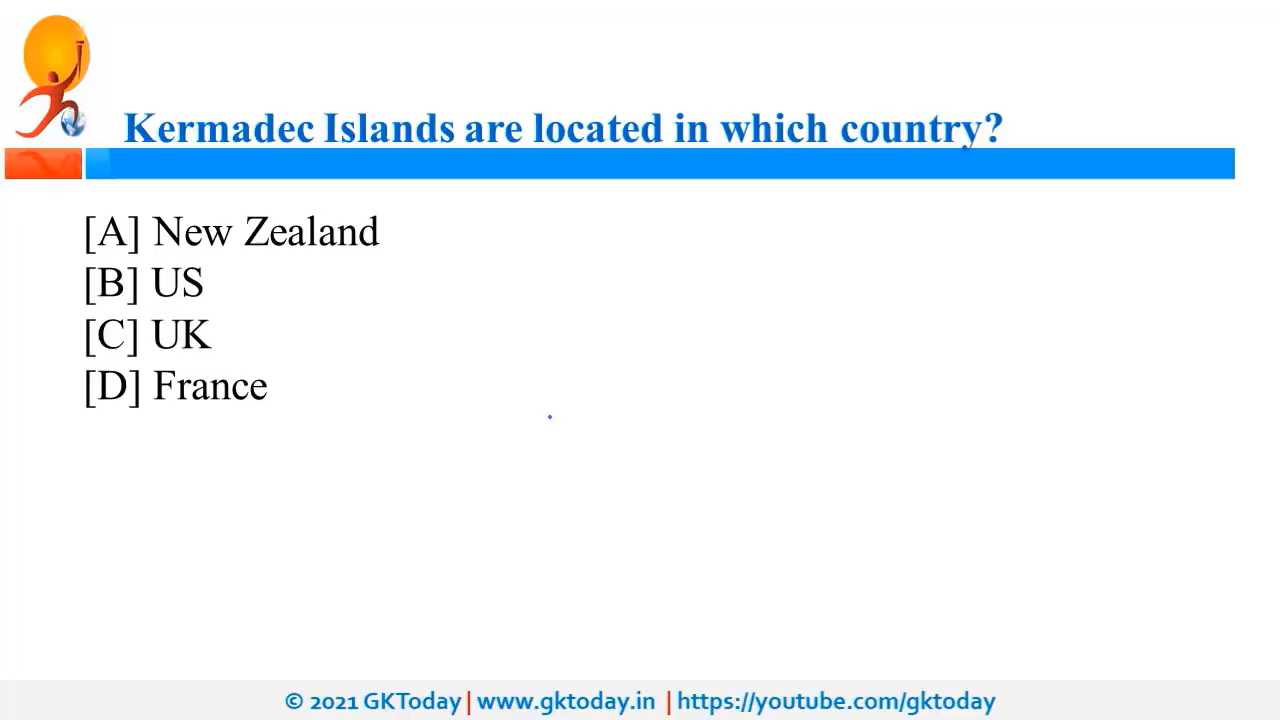 Kermadec Islands are located in which country?
[A] New Zealand
[B] US
[C] UK
[D] France
© 2021 GKToday | www.gktoday.in | https://youtube.com/gktoday